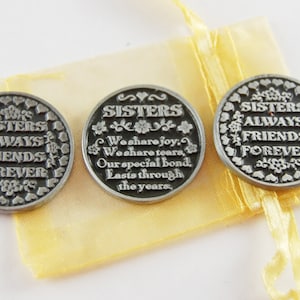 SISTERS
ALWAYS
FRIENDS
FOREVER
SISTERS
We share joy,
We share tears,
Our special bond,
Lasts through
the years.
SISTERS
ALWAYS
FRIENDS
FOREVER